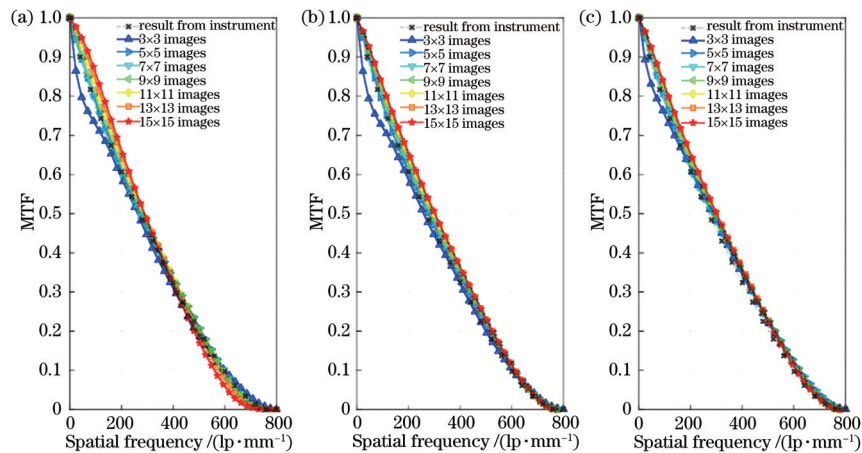 (a)
1.0
0.9
0.8
0.7
0.6
0.5
0.4
0.3
0.2
0.1
0
MTF
result from instrument
3×3 images
5×5 images
7×7 images
9×9 images
11×11 images
13×13 images
15×15 images
0 200 400 600 800
Spatial frequency /(lp·mm⁻¹)
(b)
1.0
0.9
0.8
0.7
0.6
0.5
0.4
0.3
0.2
0.1
0
MTF
result from instrument
3×3 images
5×5 images
7×7 images
9×9 images
11×11 images
13×13 images
15×15 images
0 200 400 600 800
Spatial frequency /(lp·mm⁻¹)
(c)
1.0
0.9
0.8
0.7
0.6
0.5
0.4
0.3
0.2
0.1
0
MTF
result from instrument
3×3 images
5×5 images
7×7 images
9×9 images
11×11 images
13×13 images
15×15 images
0 200 400 600 800
Spatial frequency /(lp·mm⁻¹)